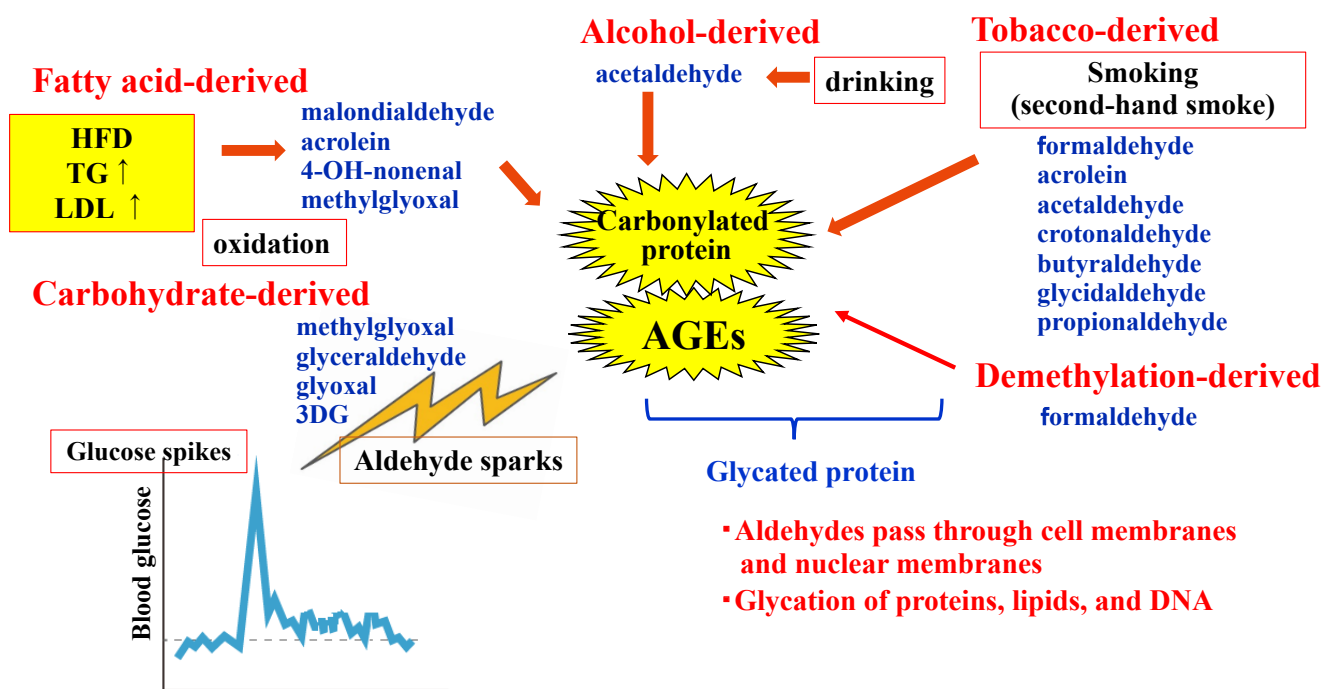 Fatty acid-derived
HFD
TG ↑
LDL ↑
oxidation
malondialdehyde
acrolein
4-OH-nonenal
methylglyoxal
Alcohol-derived
acetaldehyde
drinking
Tobacco-derived
Smoking
(second-hand smoke)
formaldehyde
acrolein
acetaldehyde
crotonaldehyde
butyraldehyde
glycidaldehyde
propionaldehyde
Carbonylated
protein
AGEs
Carbohydrate-derived
methylglyoxal
glyceraldehyde
glyoxal
3DG
Aldehyde sparks
Glucose spikes
Blood glucose
Demethylation-derived
formaldehyde
Glycated protein
・Aldehydes pass through cell membranes
and nuclear membranes
・Glycation of proteins, lipids, and DNA